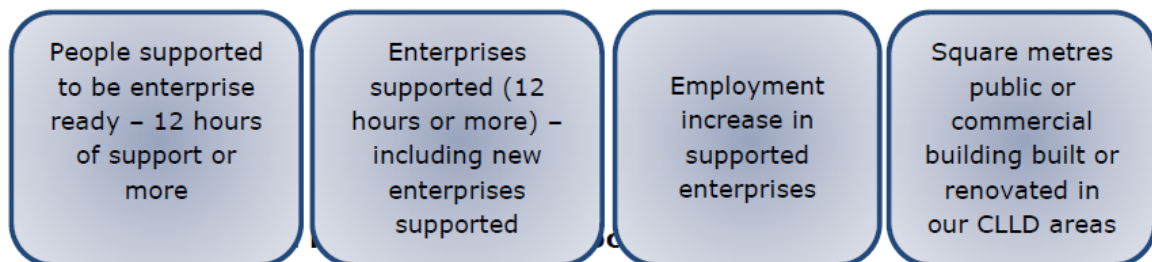 People supported
to be enterprise
ready – 12 hours
of support or
more
Enterprises
supported (12
hours or more) –
including new
enterprises
supported
Employment
increase in
supported
enterprises
Square metres
public or
commercial
building built or
renovated in
our CLLD areas